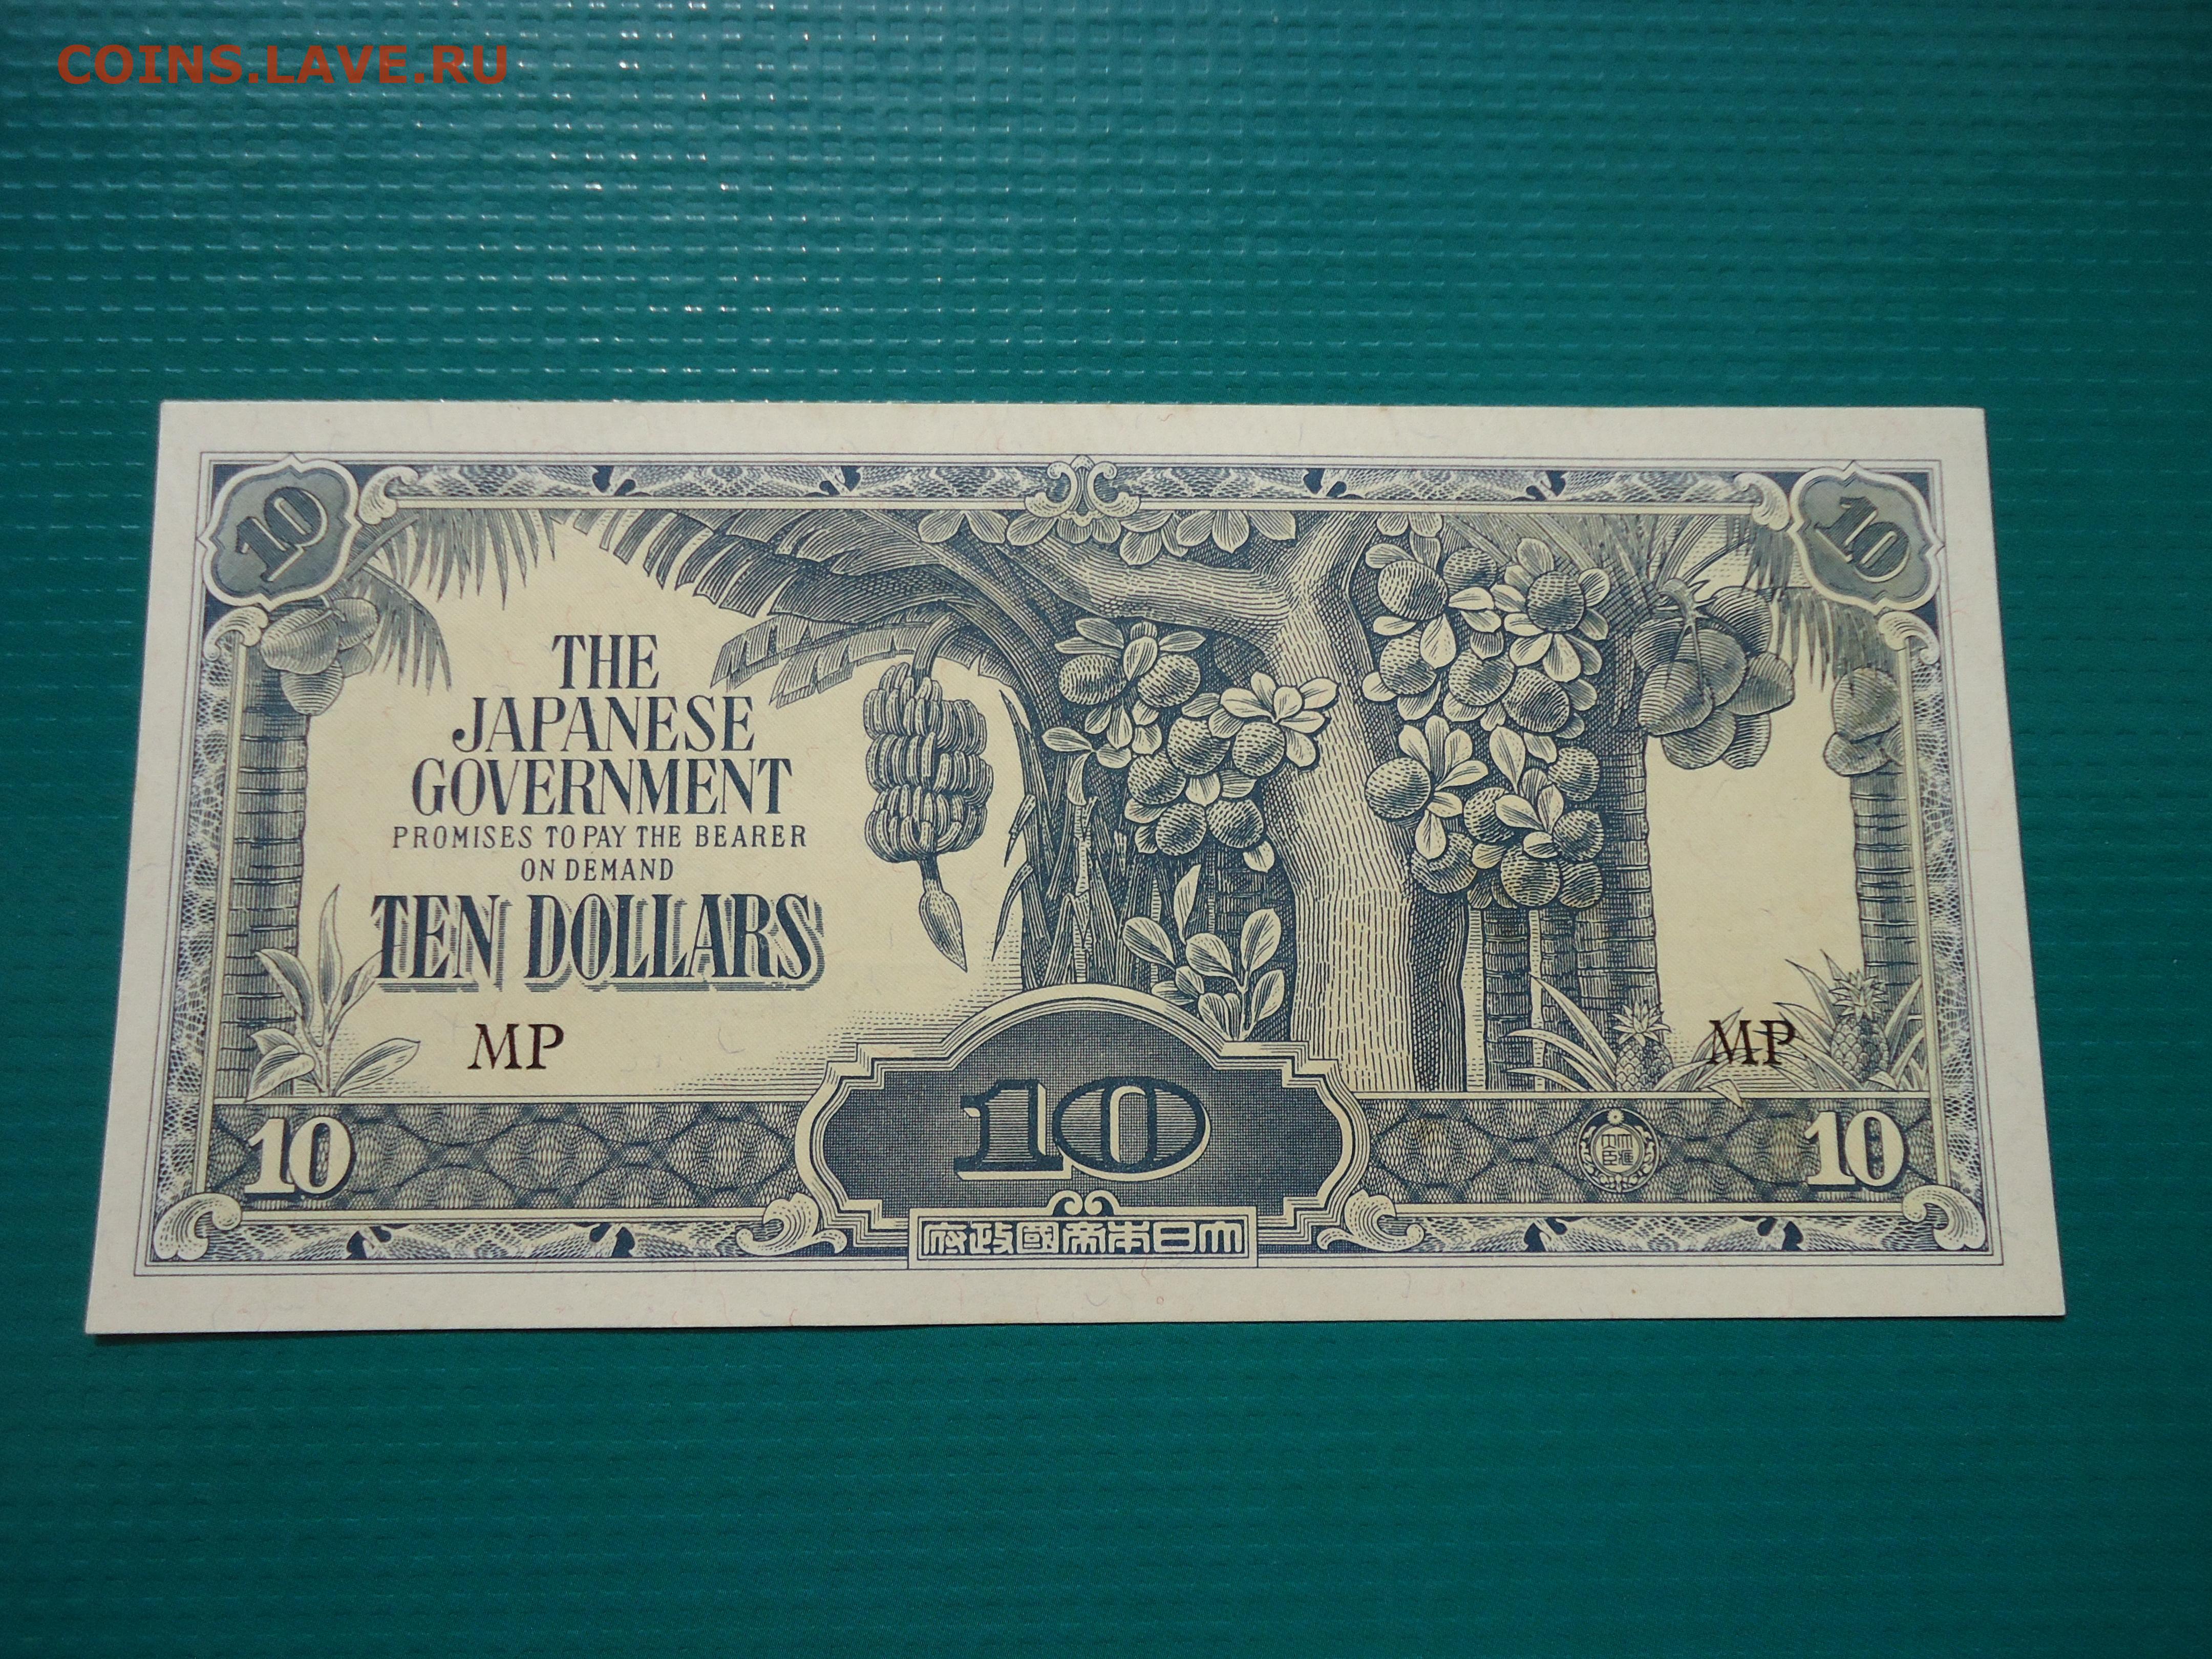 COINS.LAVE.RU
10
10
THE
JAPANESE
GOVERNMENT
PROMISES TO PAY THE BEARER
ON DEMAND
TEN DOLLARS
MP
MP
10
10
10
府政國帝本日大